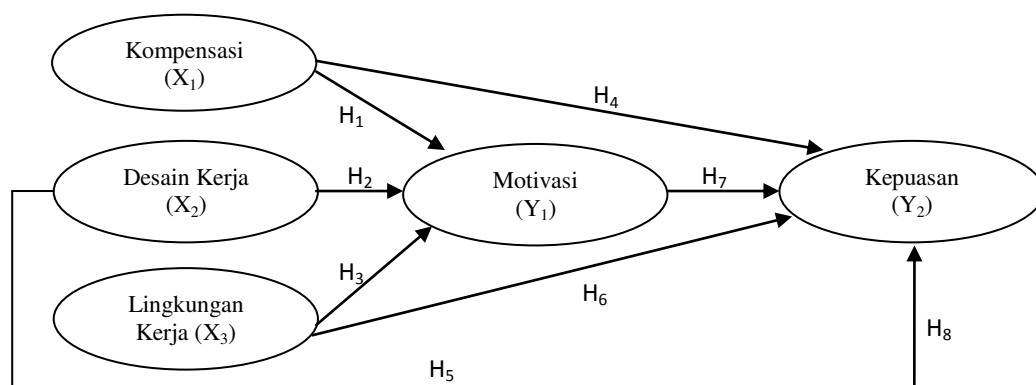 Kompensasi
(X₁)
H₄
H₁
Desain Kerja
(X₂)
H₂
Motivasi
(Y₁)
H₇
Kepuasan
(Y₂)
H₃
H₆
Lingkungan
Kerja (X₃)
H₈
H₅